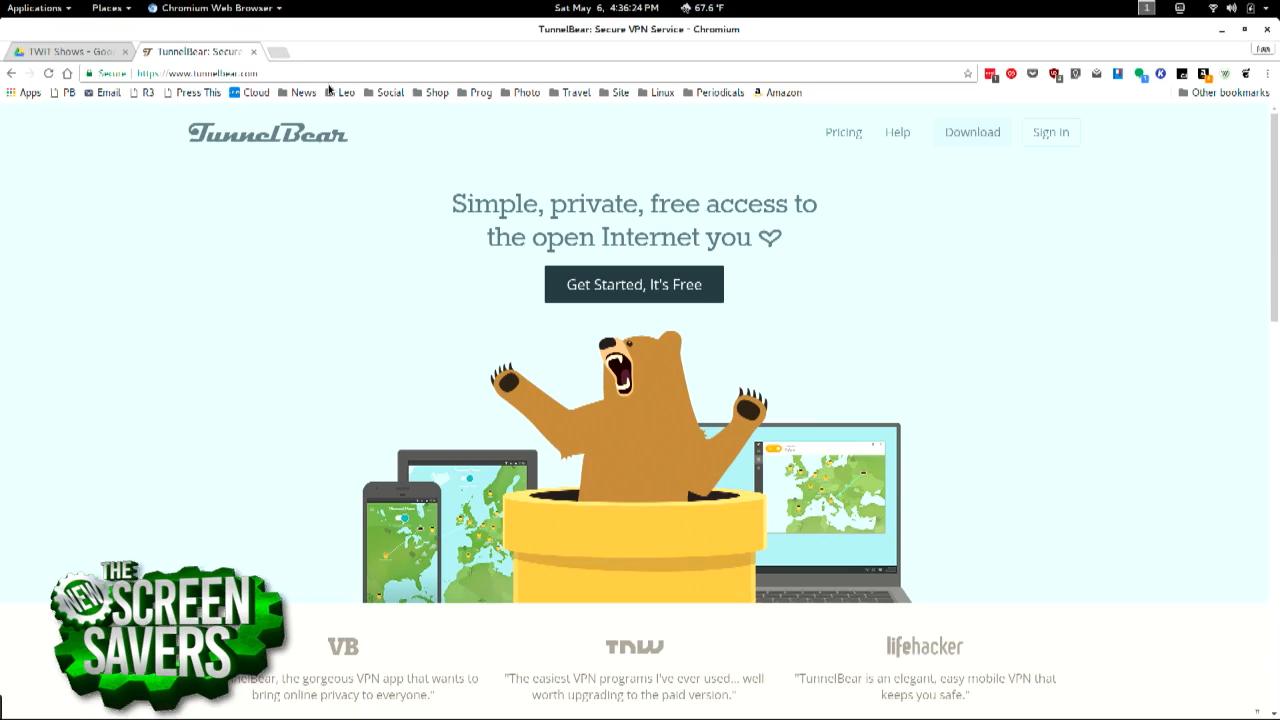 Applications Places Chromium Web Browser Sat May 6, 4:36:24 PM 67.6 °F 1
TunnelBear: Secure VPN Service - Chromium
TWiT Shows - Goo × TunnelBear: Secure ×
Secure https://www.tunnelbear.com
Apps PB Email R3 Press This Cloud News Leo Social Shop Prog Photo Travel Site Linux Periodicals Amazon Other bookmarks
TunnelBear Pricing Help Download Sign In
Simple, private, free access to
the open Internet you
Get Started, It's Free
THE
NEW SCREEN
SAVERS
VB TNW lifehacker
elBear, the gorgeous VPN app that wants to "The easiest VPN programs I've ever used... well "TunnelBear is an elegant, easy mobile VPN that
bring online privacy to everyone." worth upgrading to the paid version." keeps you safe."